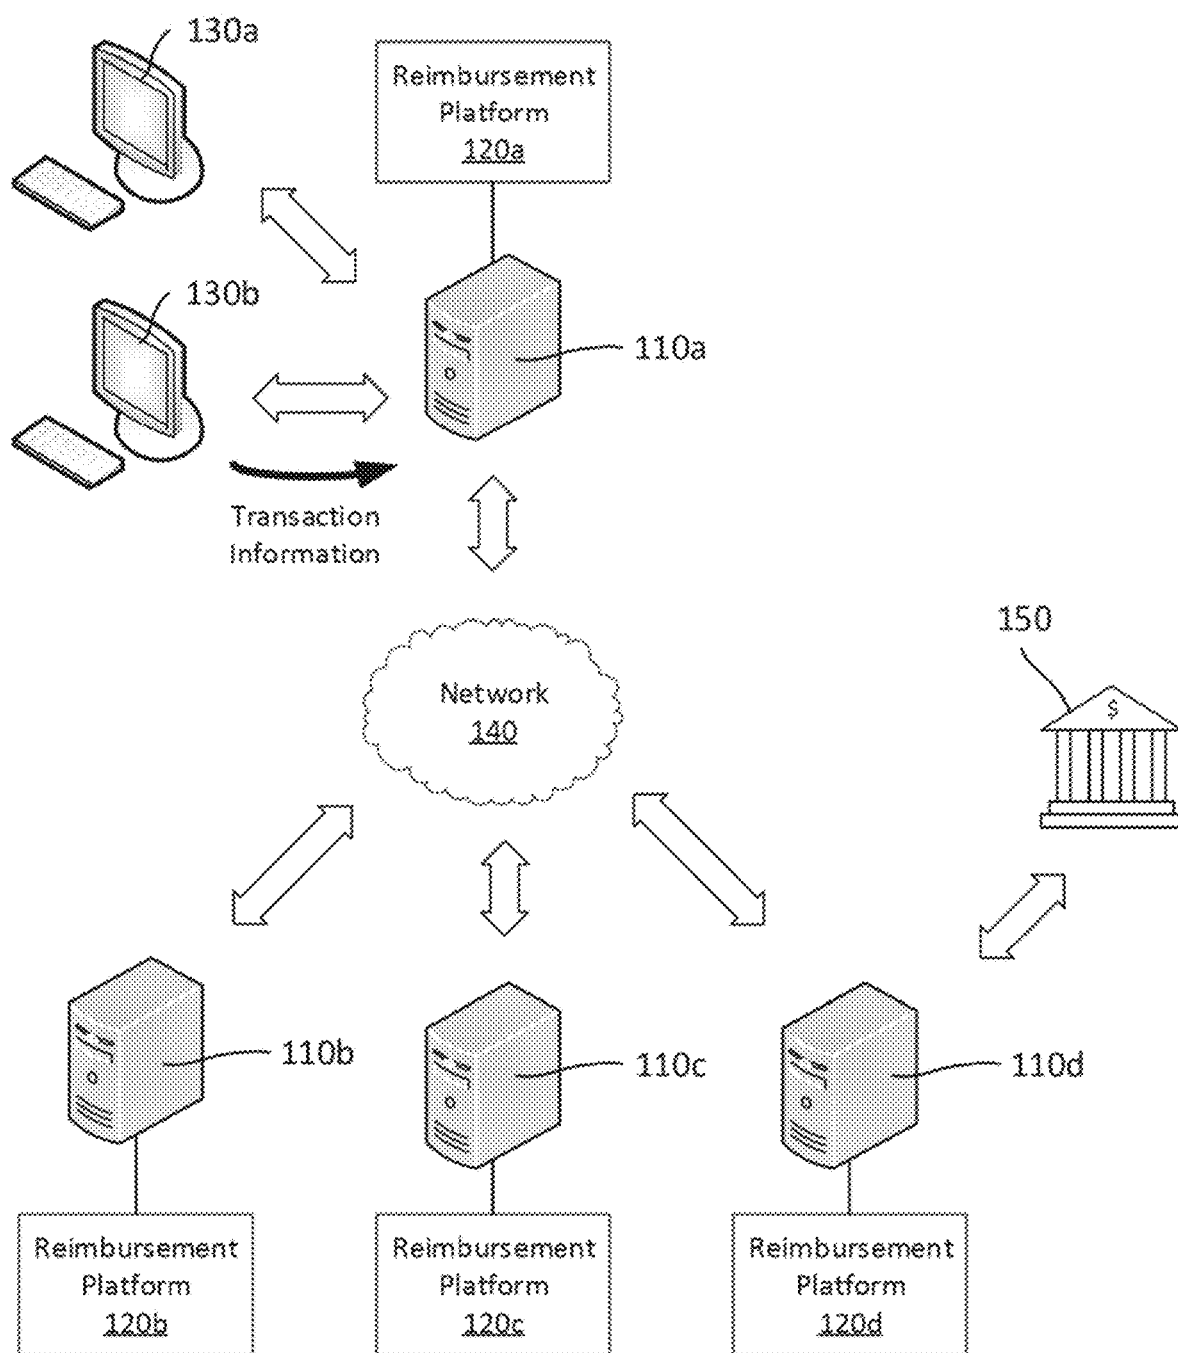 130a
Reimbursement
Platform
120a
130b
110a
Transaction
Information
150
$
Network
140
110b
110c
110d
Reimbursement
Platform
120b
Reimbursement
Platform
120c
Reimbursement
Platform
120d